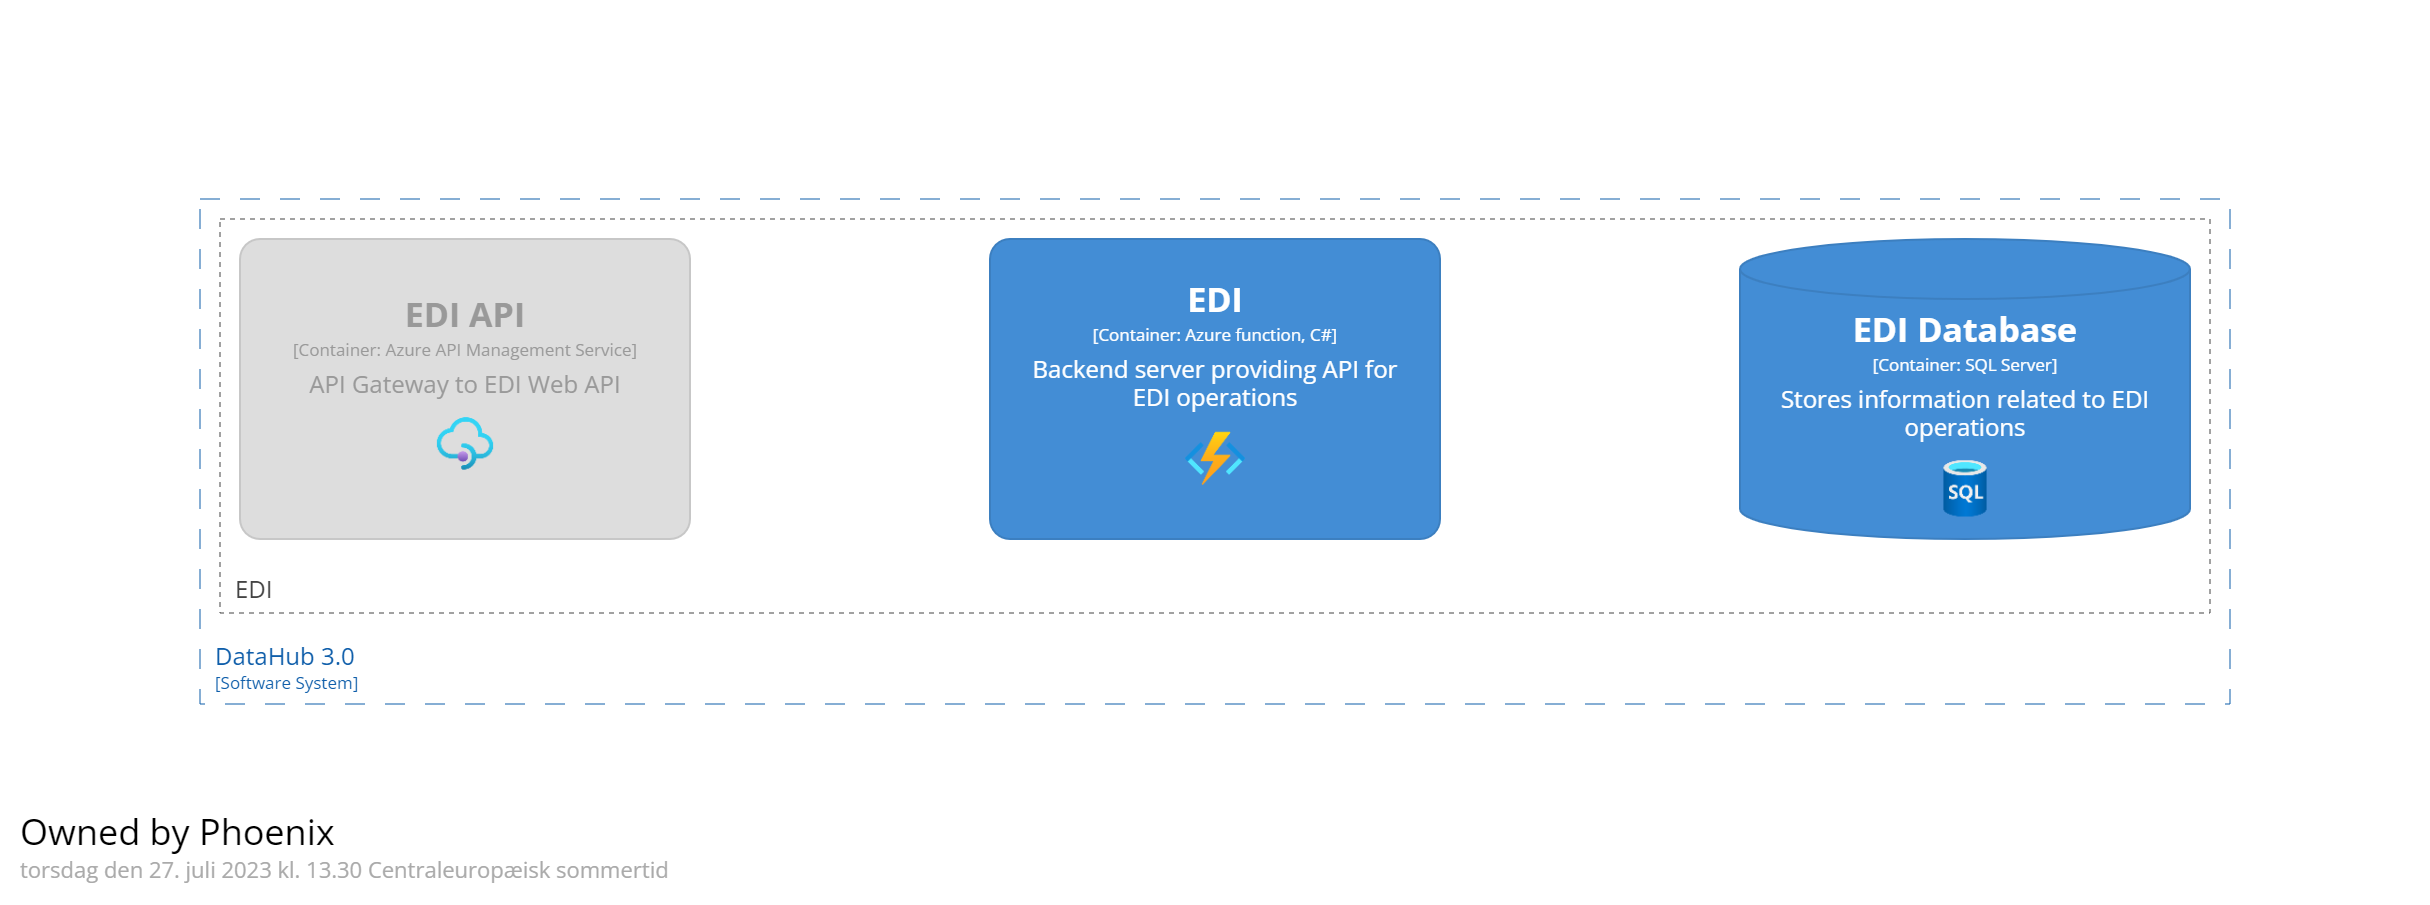 EDI API
[Container: Azure API Management Service]
API Gateway to EDI Web API
EDI
[Container: Azure function, C#]
Backend server providing API for
EDI operations
EDI Database
[Container: SQL Server]
Stores information related to EDI
operations
SQL
EDI
DataHub 3.0
[Software System]
Owned by Phoenix
torsdag den 27. juli 2023 kl. 13.30 Centraleuropæisk sommertid